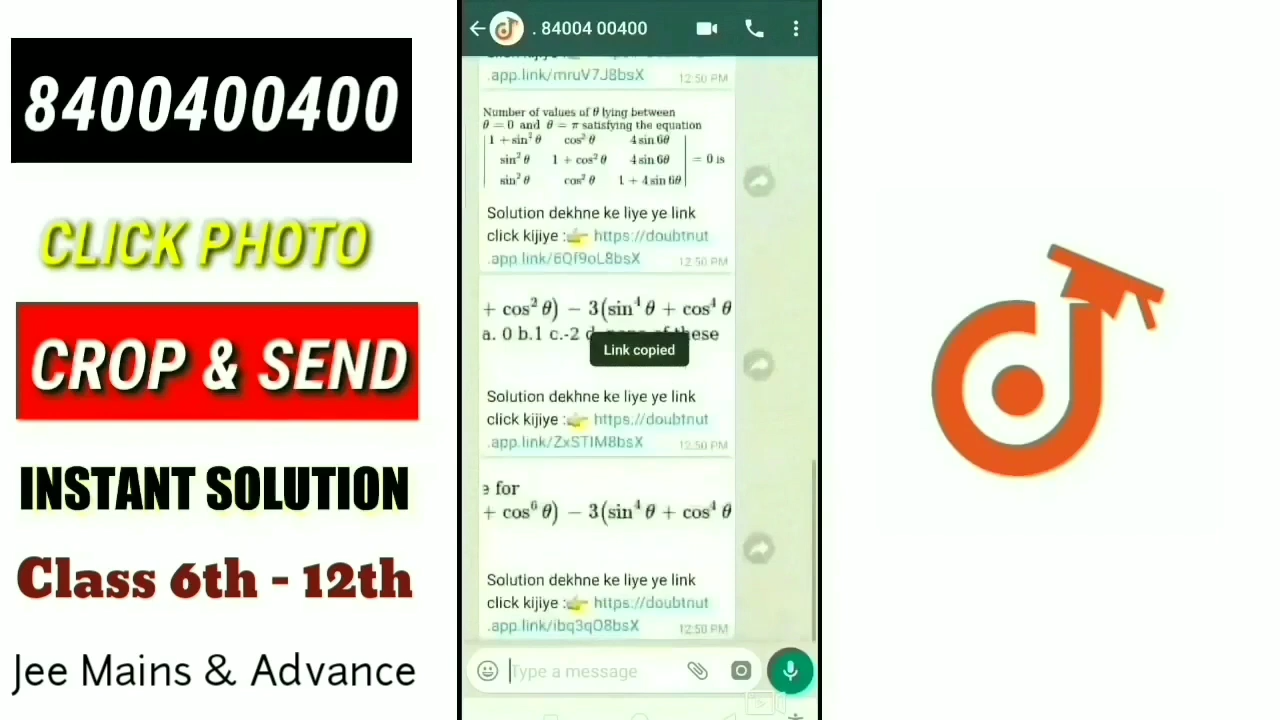 8400400400
CLICK PHOTO
CROP & SEND
INSTANT SOLUTION
Class 6th - 12th
Jee Mains & Advance
. 84004 00400
.app.link/mruV7J8bsX 12:50 PM
Number of values of θ lying between
θ = 0 and θ = π satisfying the equation
| 1 + sin² θ cos² θ 4 sin 6θ |
| sin² θ 1 + cos² θ 4 sin 6θ | = 0 is
| sin² θ cos² θ 1 + 4 sin 6θ |
Solution dekhne ke liye ye link
click kijiye :👉 https://doubtnut
.app.link/6Qf9oL8bsX 12:50 PM
+ cos² θ) − 3(sin⁴ θ + cos⁴ θ
a. 0 b.1 c.-2 d. none of these
Link copied
Solution dekhne ke liye ye link
click kijiye :👉 https://doubtnut
.app.link/ZxSTIM8bsX 12:50 PM
e for
+ cos⁶ θ) − 3(sin⁴ θ + cos⁴ θ
Solution dekhne ke liye ye link
click kijiye :👉 https://doubtnut
.app.link/ibq3qO8bsX 12:50 PM
Type a message